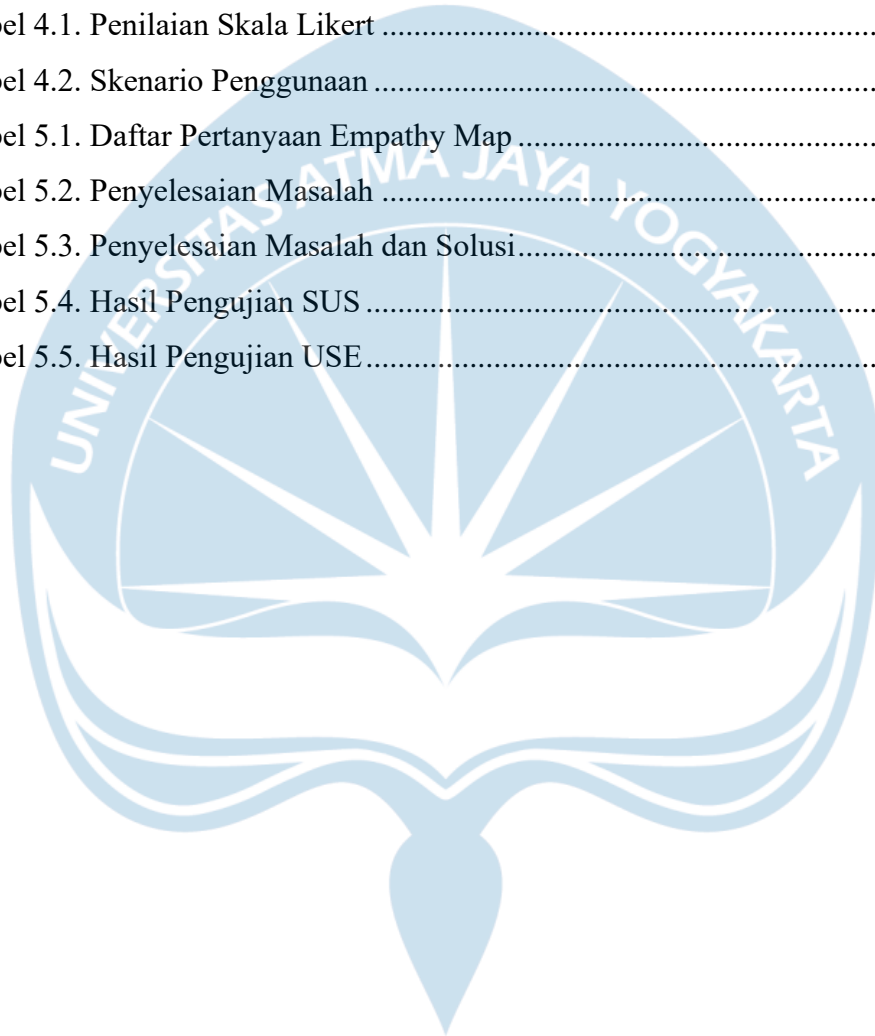 bel 4.1. Penilaian Skala Likert ........................................................
bel 4.2. Skenario Penggunaan ........................................................
bel 5.1. Daftar Pertanyaan Empathy Map ........................................
bel 5.2. Penyelesaian Masalah ........................................................
bel 5.3. Penyelesaian Masalah dan Solusi........................................
bel 5.4. Hasil Pengujian SUS ........................................................
bel 5.5. Hasil Pengujian USE........................................................
UNIVERSITAS ATMA JAYA YOGYAKARTA